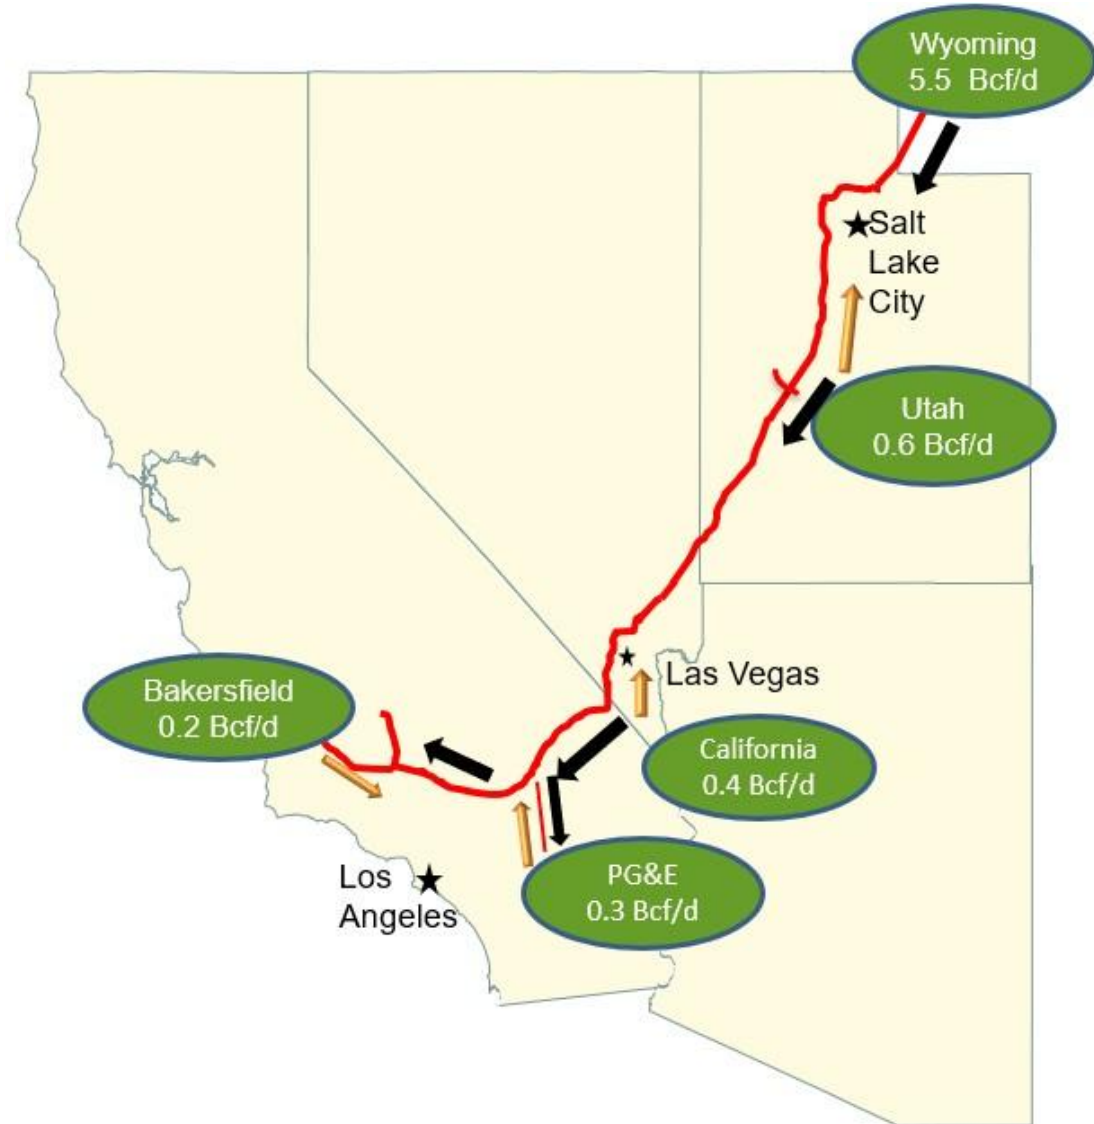 Wyoming
5.5 Bcf/d
Salt
Lake
City
Utah
0.6 Bcf/d
Las Vegas
Bakersfield
0.2 Bcf/d
California
0.4 Bcf/d
Los
Angeles
PG&E
0.3 Bcf/d